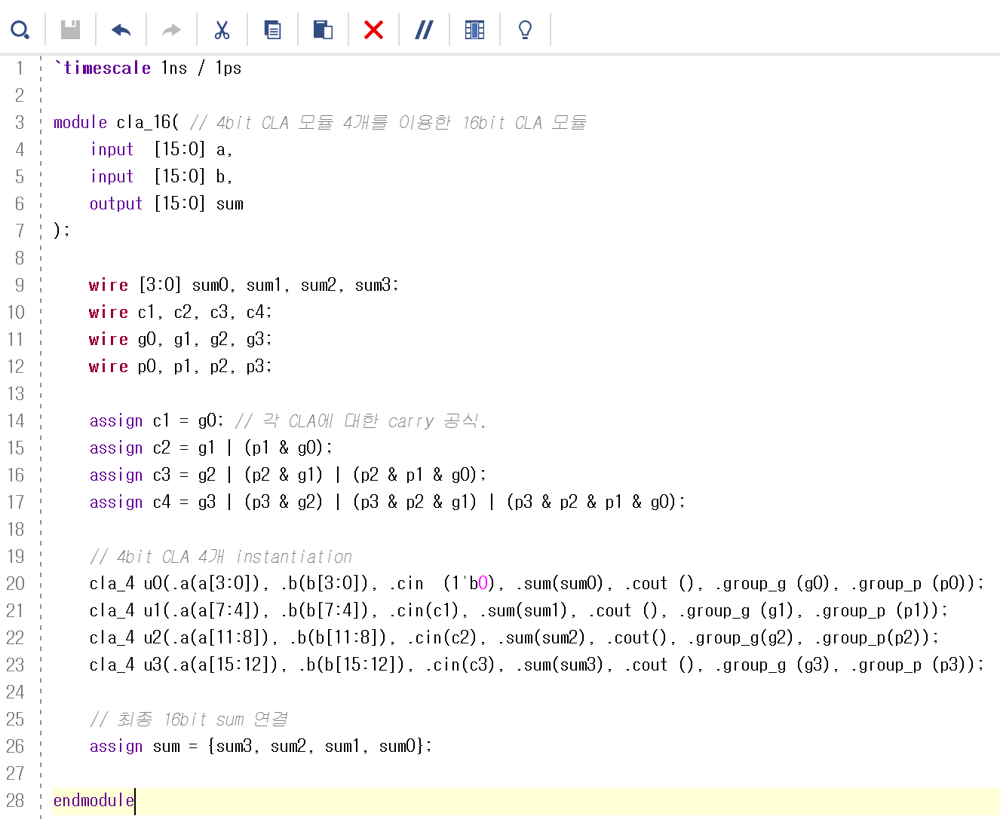 1 `timescale 1ns / 1ps
2
3 module cla_16( // 4bit CLA 모듈 4개를 이용한 16bit CLA 모듈
4 input  [15:0] a,
5 input  [15:0] b,
6 output [15:0] sum
7 );
8
9 wire [3:0] sum0, sum1, sum2, sum3;
10 wire c1, c2, c3, c4;
11 wire g0, g1, g2, g3;
12 wire p0, p1, p2, p3;
13
14 assign c1 = g0; // 각 CLA에 대한 carry 공식.
15 assign c2 = g1 | (p1 & g0);
16 assign c3 = g2 | (p2 & g1) | (p2 & p1 & g0);
17 assign c4 = g3 | (p3 & g2) | (p3 & p2 & g1) | (p3 & p2 & p1 & g0);
18
19 // 4bit CLA 4개 instantiation
20 cla_4 u0(.a(a[3:0]), .b(b[3:0]), .cin  (1'b0), .sum(sum0), .cout (), .group_g (g0), .group_p (p0));
21 cla_4 u1(.a(a[7:4]), .b(b[7:4]), .cin(c1), .sum(sum1), .cout (), .group_g (g1), .group_p (p1));
22 cla_4 u2(.a(a[11:8]), .b(b[11:8]), .cin(c2), .sum(sum2), .cout(), .group_g(g2), .group_p(p2));
23 cla_4 u3(.a(a[15:12]), .b(b[15:12]), .cin(c3), .sum(sum3), .cout (), .group_g (g3), .group_p (p3));
24
25 // 최종 16bit sum 연결
26 assign sum = {sum3, sum2, sum1, sum0};
27
28 endmodule